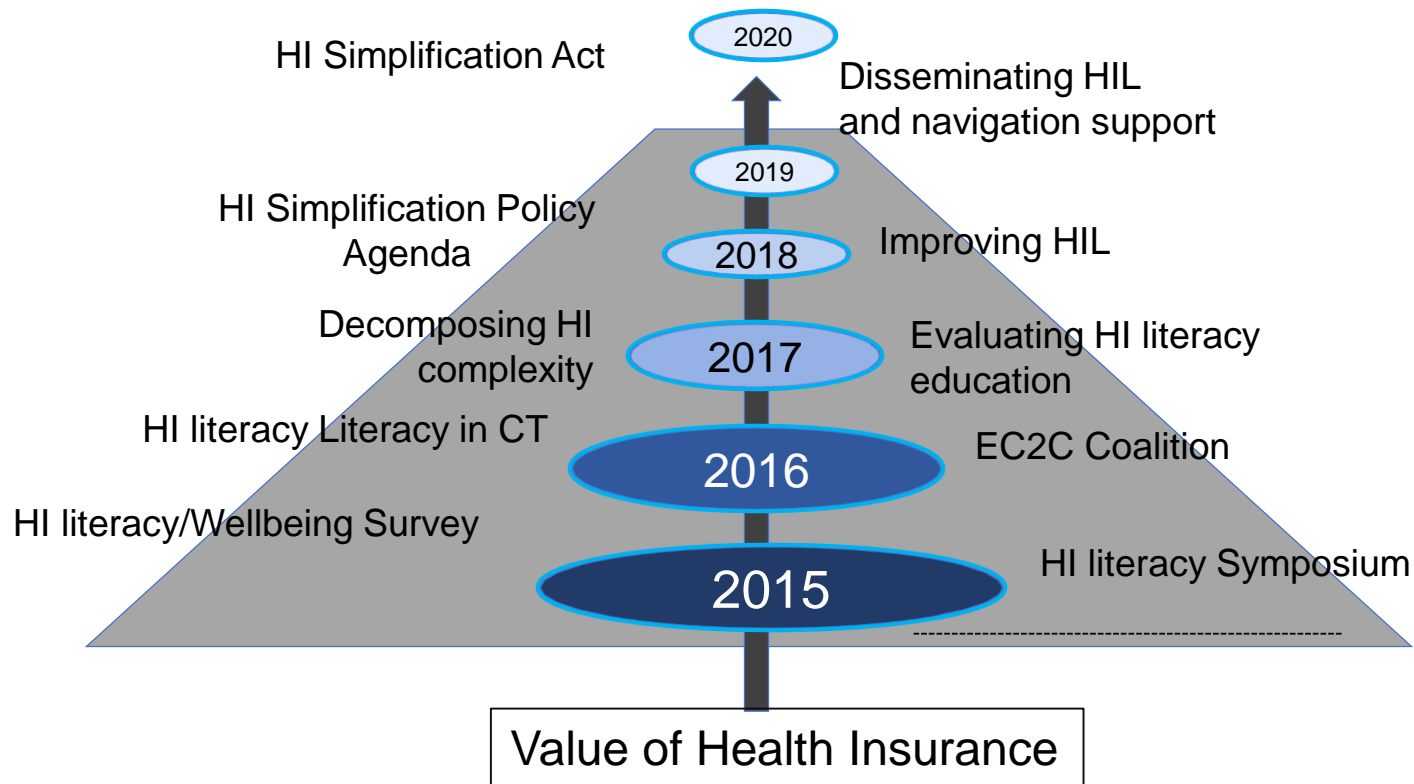 2020
HI Simplification Act
Disseminating HIL
and navigation support
2019
HI Simplification Policy
Agenda
2018
Improving HIL
Decomposing HI
complexity
2017
Evaluating HI literacy
education
HI literacy Literacy in CT
2016
EC2C Coalition
HI literacy/Wellbeing Survey
2015
HI literacy Symposium
Value of Health Insurance